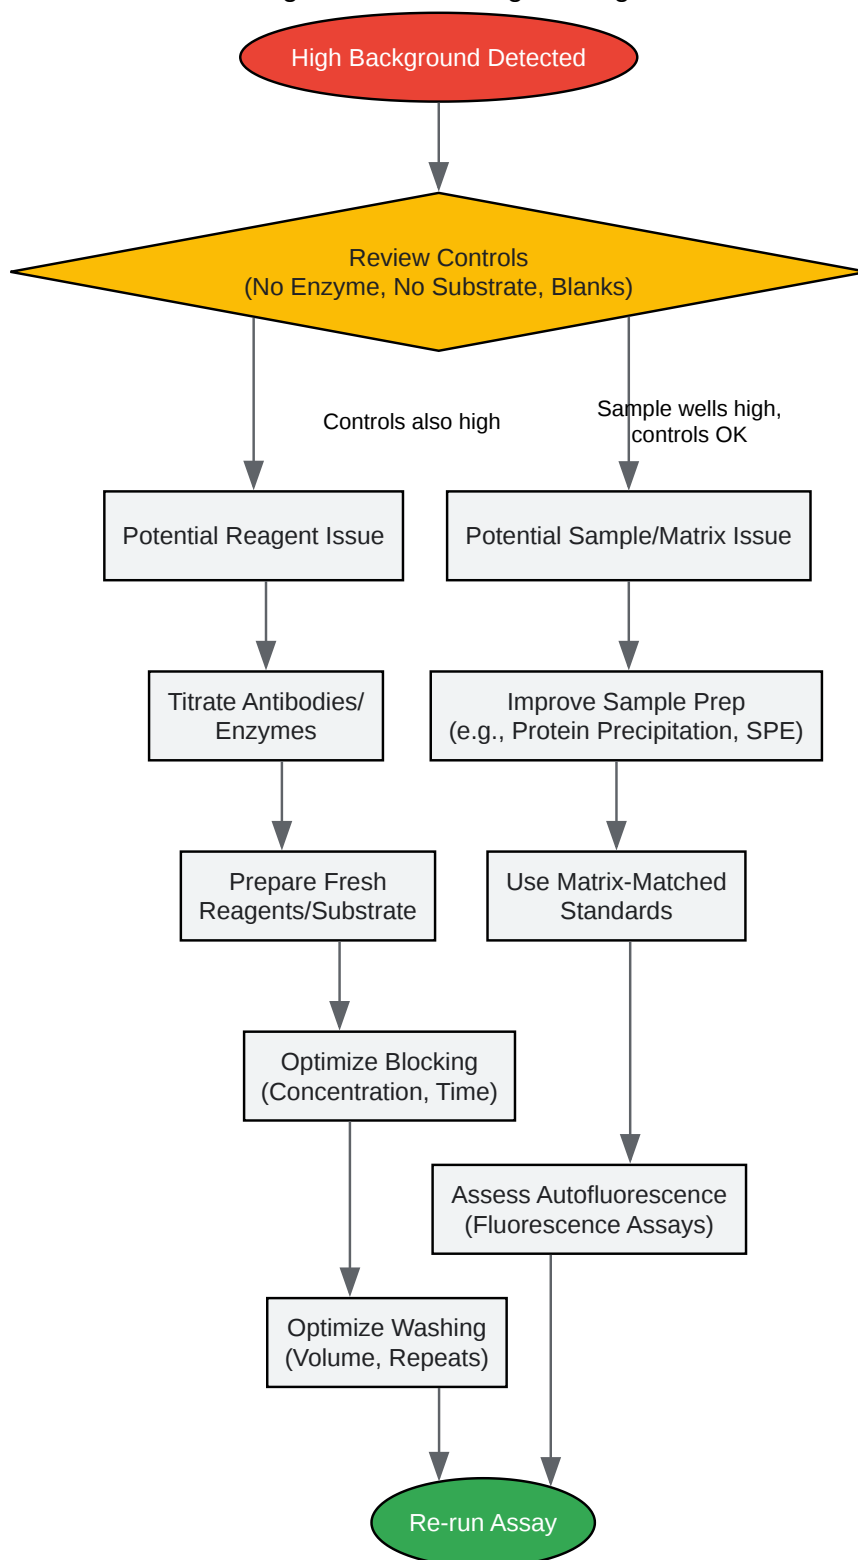 High Background Detected
Review Controls
(No Enzyme, No Substrate, Blanks)
Controls also high
Sample wells high,
controls OK
Potential Reagent Issue
Potential Sample/Matrix Issue
Titrate Antibodies/
Enzymes
Improve Sample Prep
(e.g., Protein Precipitation, SPE)
Prepare Fresh
Reagents/Substrate
Use Matrix-Matched
Standards
Optimize Blocking
(Concentration, Time)
Assess Autofluorescence
(Fluorescence Assays)
Optimize Washing
(Volume, Repeats)
Re-run Assay